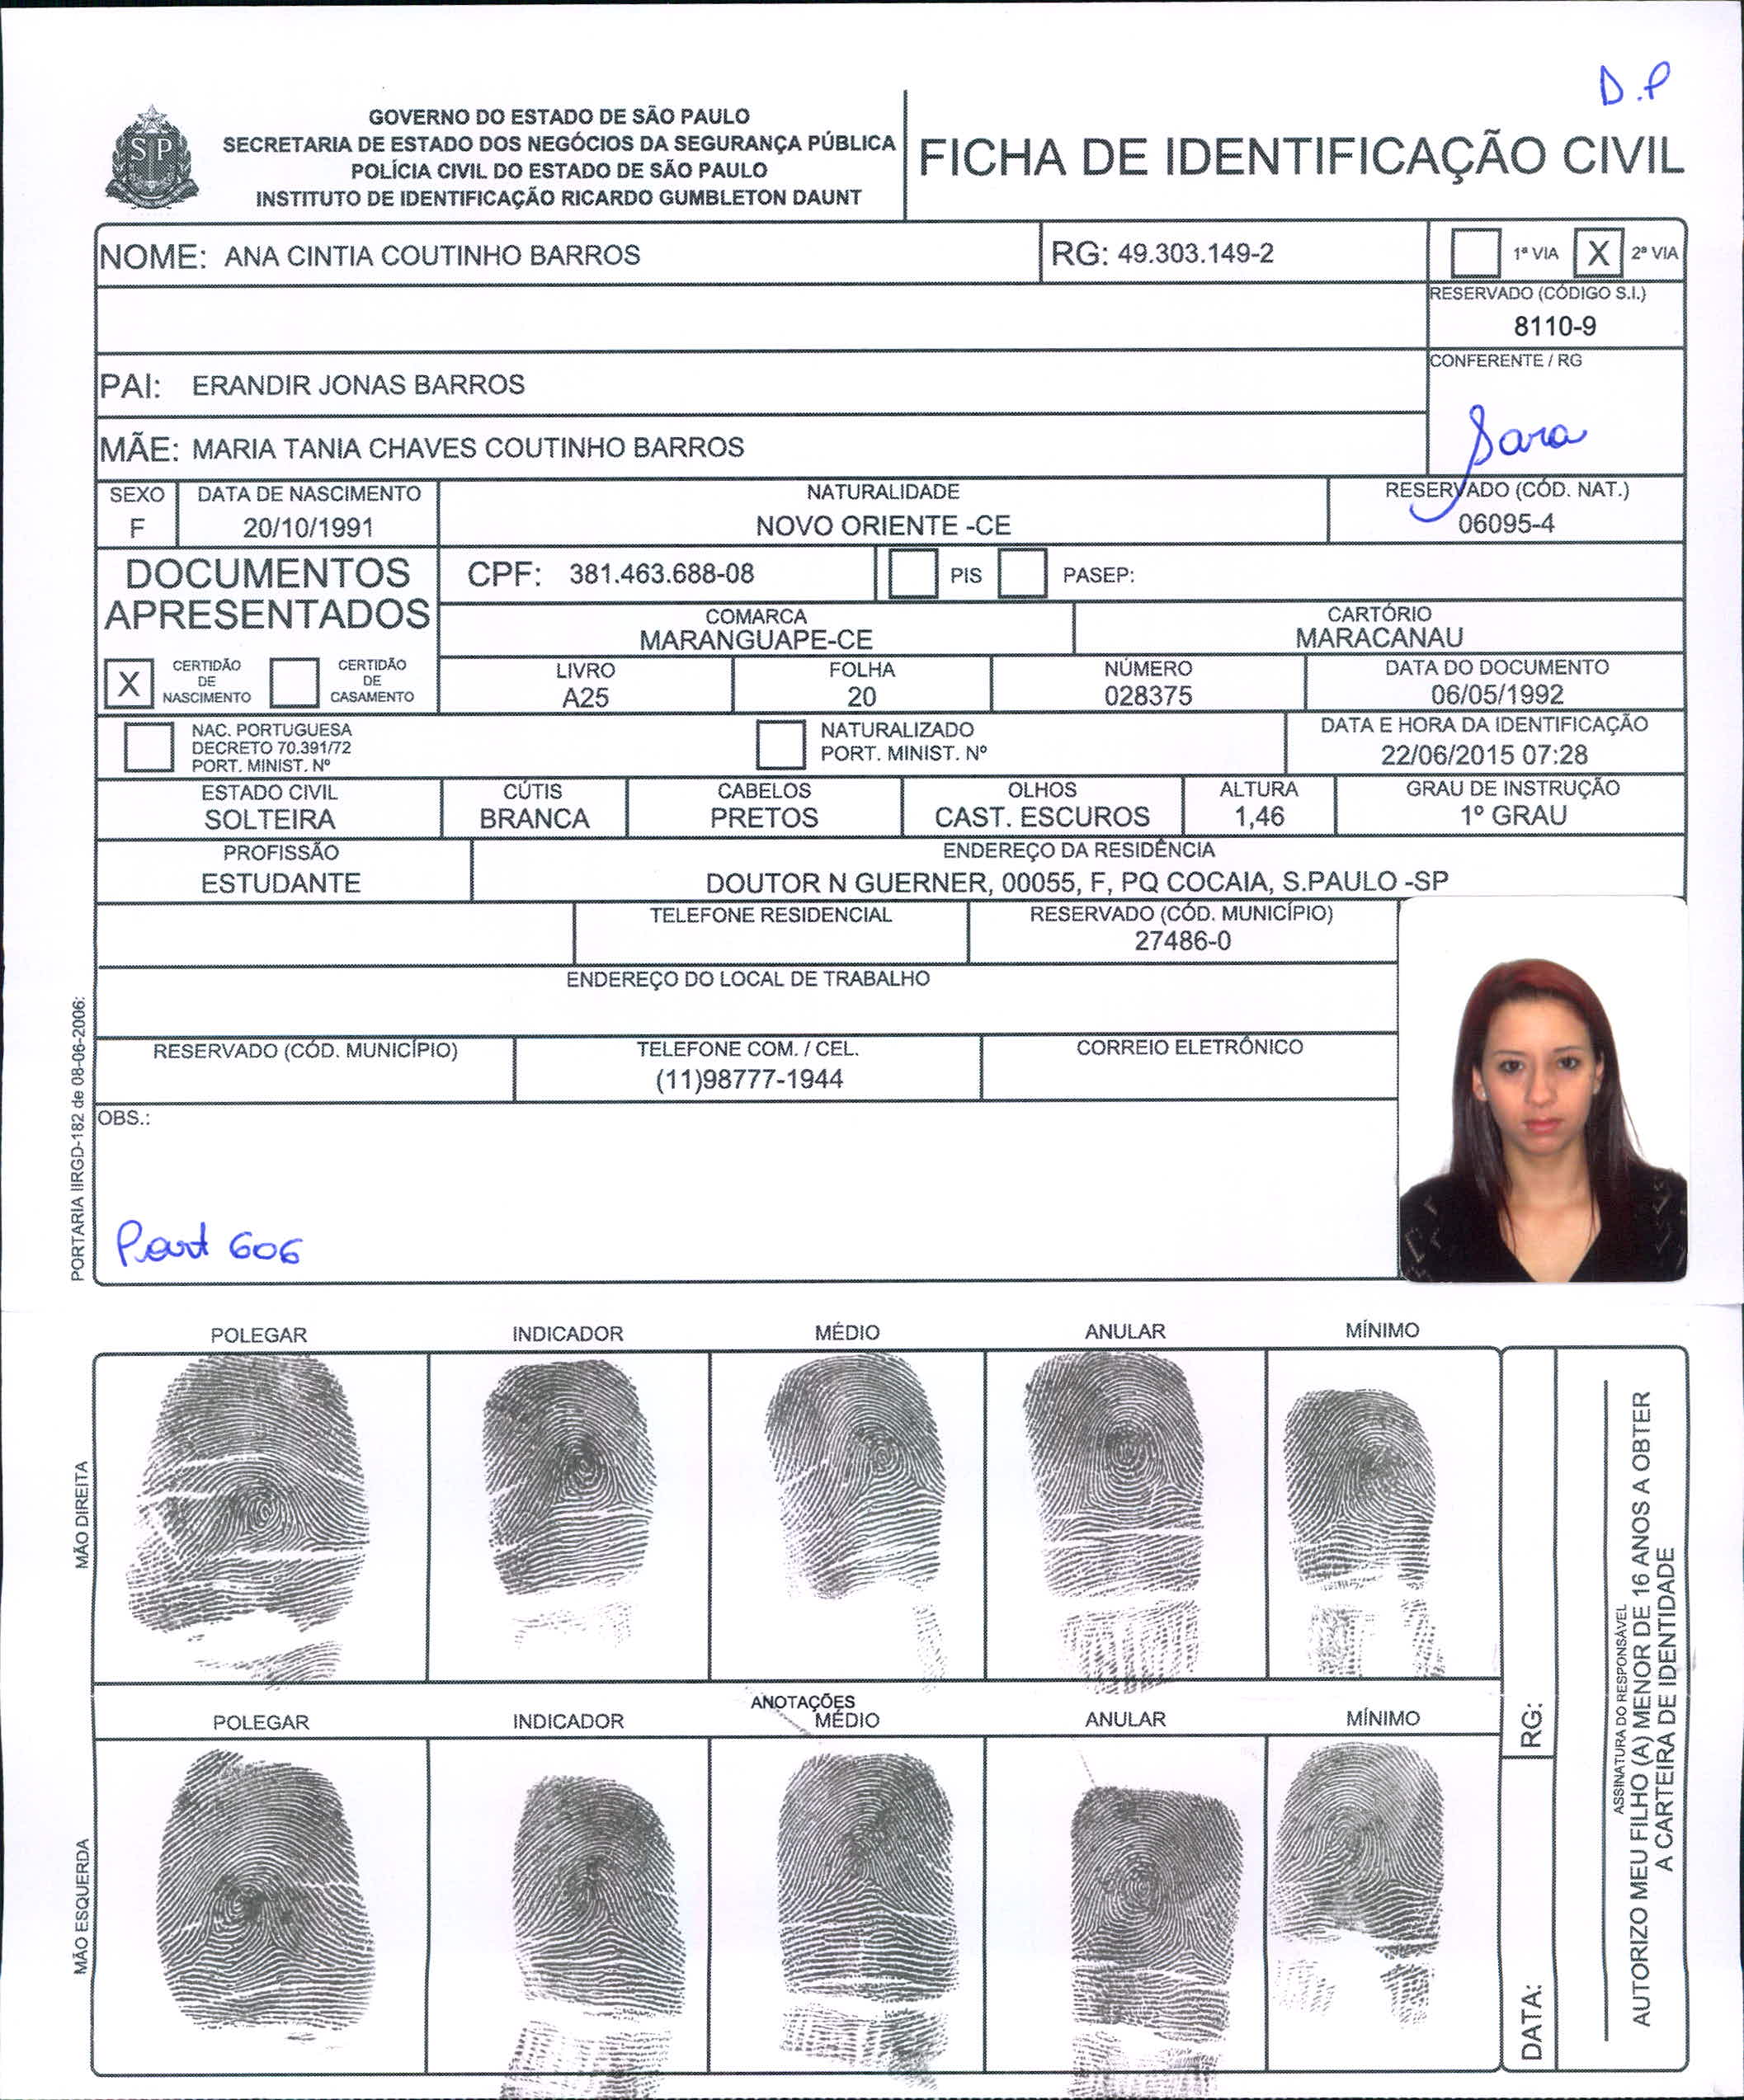 D.P
GOVERNO DO ESTADO DE SÃO PAULO
SECRETARIA DE ESTADO DOS NEGÓCIOS DA SEGURANÇA PÚBLICA
POLÍCIA CIVIL DO ESTADO DE SÃO PAULO
INSTITUTO DE IDENTIFICAÇÃO RICARDO GUMBLETON DAUNT
SP
FICHA DE IDENTIFICAÇÃO CIVIL
NOME: ANA CINTIA COUTINHO BARROS
RG: 49.303.149-2
1ª VIA X 2ª VIA
RESERVADO (CÓDIGO S.I.)
8110-9
PAI: ERANDIR JONAS BARROS
CONFERENTE / RG
Sara
MÃE: MARIA TANIA CHAVES COUTINHO BARROS
SEXO
F
DATA DE NASCIMENTO
20/10/1991
NATURALIDADE
NOVO ORIENTE -CE
RESERVADO (CÓD. NAT.)
06095-4
DOCUMENTOS
APRESENTADOS
CPF: 381.463.688-08
PIS
PASEP:
COMARCA
MARANGUAPE-CE
CARTÓRIO
MARACANAU
X
CERTIDÃO
DE
NASCIMENTO
CERTIDÃO
DE
CASAMENTO
LIVRO
A25
FOLHA
20
NÚMERO
028375
DATA DO DOCUMENTO
06/05/1992
NAC. PORTUGUESA
DECRETO 70.391/72
PORT. MINIST. Nº
NATURALIZADO
PORT. MINIST. Nº
DATA E HORA DA IDENTIFICAÇÃO
22/06/2015 07:28
ESTADO CIVIL
SOLTEIRA
CÚTIS
BRANCA
CABELOS
PRETOS
OLHOS
CAST. ESCUROS
ALTURA
1,46
GRAU DE INSTRUÇÃO
1º GRAU
PROFISSÃO
ESTUDANTE
ENDEREÇO DA RESIDÊNCIA
DOUTOR N GUERNER, 00055, F, PQ COCAIA, S.PAULO -SP
TELEFONE RESIDENCIAL
RESERVADO (CÓD. MUNICÍPIO)
27486-0
ENDEREÇO DO LOCAL DE TRABALHO
RESERVADO (CÓD. MUNICÍPIO)
TELEFONE COM. / CEL.
(11)98777-1944
CORREIO ELETRÔNICO
OBS.:
Port 606
PORTARIA IIRGD-182 de 08-06-2006:
POLEGAR INDICADOR MÉDIO ANULAR MÍNIMO
MÃO DIREITA
ANOTAÇÕES
POLEGAR INDICADOR MÉDIO ANULAR MÍNIMO
MÃO ESQUERDA
RG:
DATA:
ASSINATURA DO RESPONSÁVEL
AUTORIZO MEU FILHO (A) MENOR DE 16 ANOS A OBTER
A CARTEIRA DE IDENTIDADE